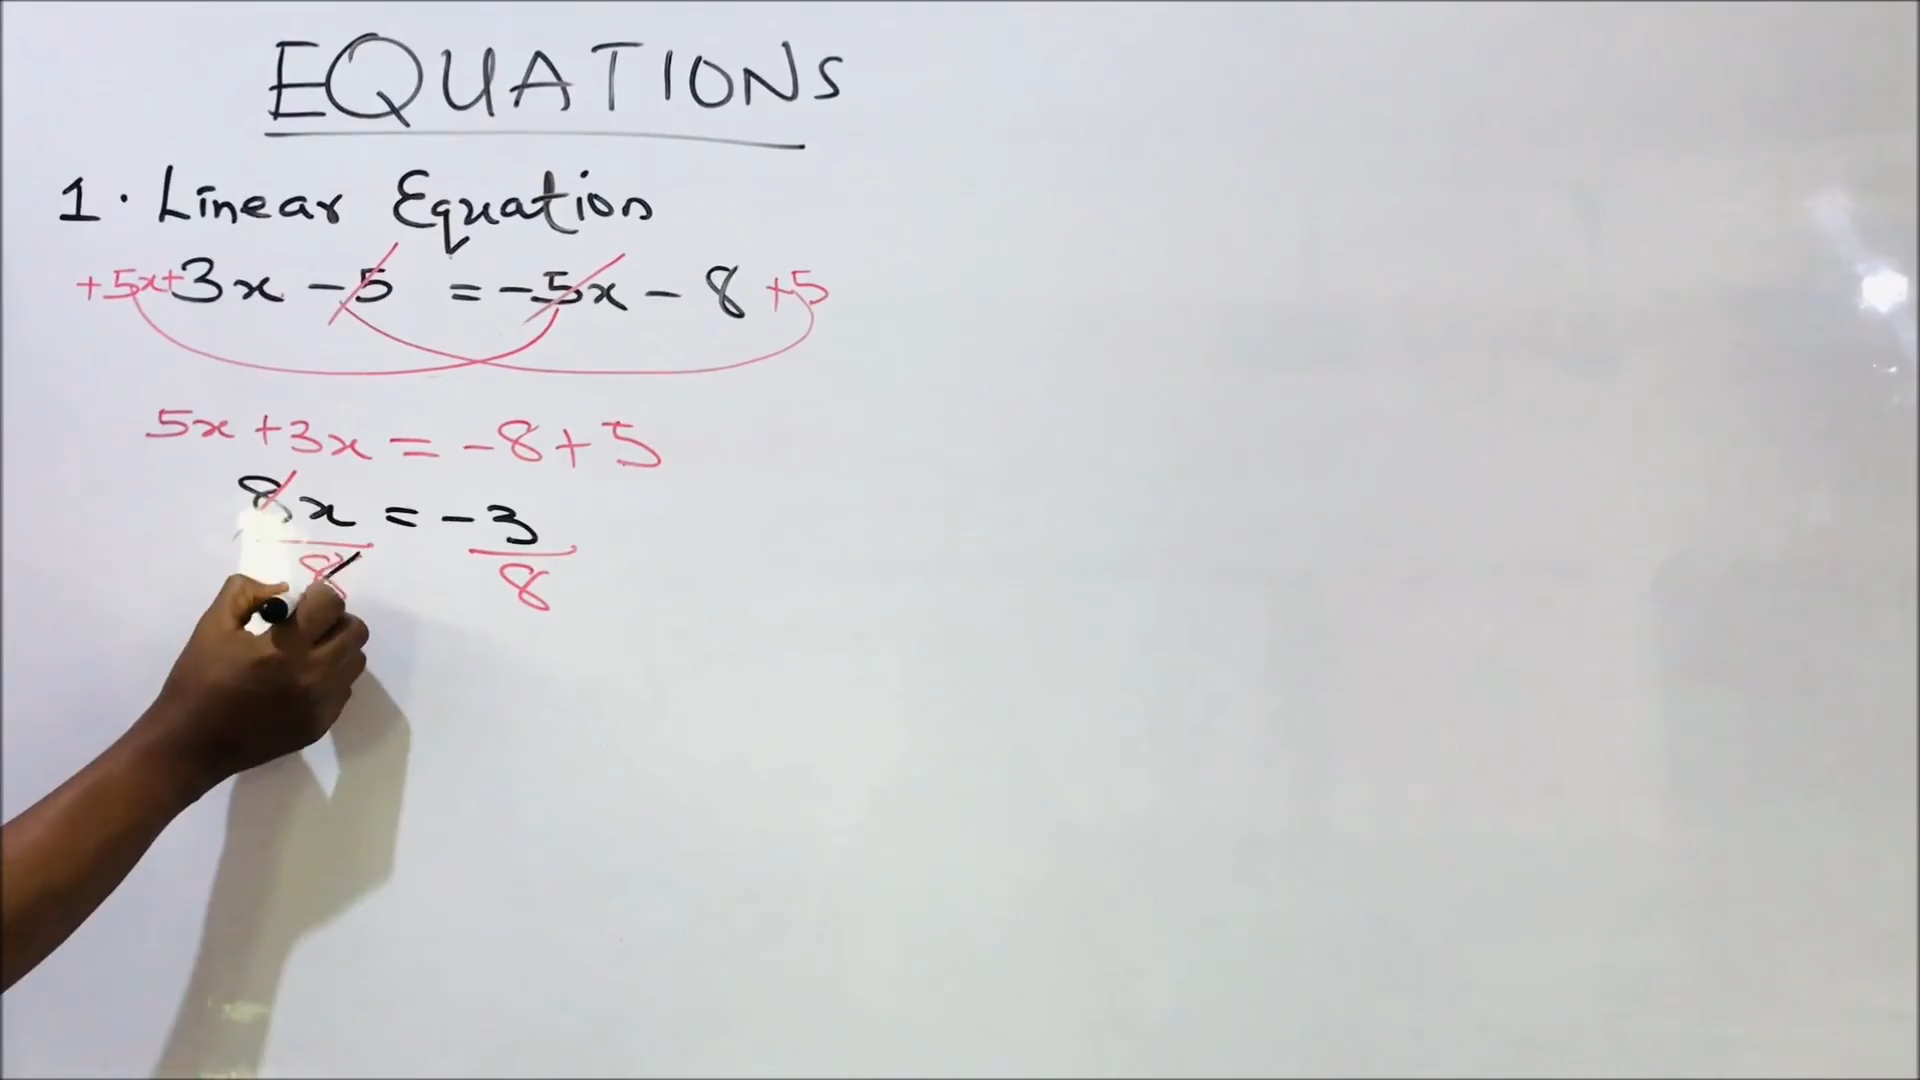 EQUATIONS
1. Linear Equation
+5x+3x - 5 = -5x - 8 +5
5x + 3x = -8 + 5
8x = -3
8 8